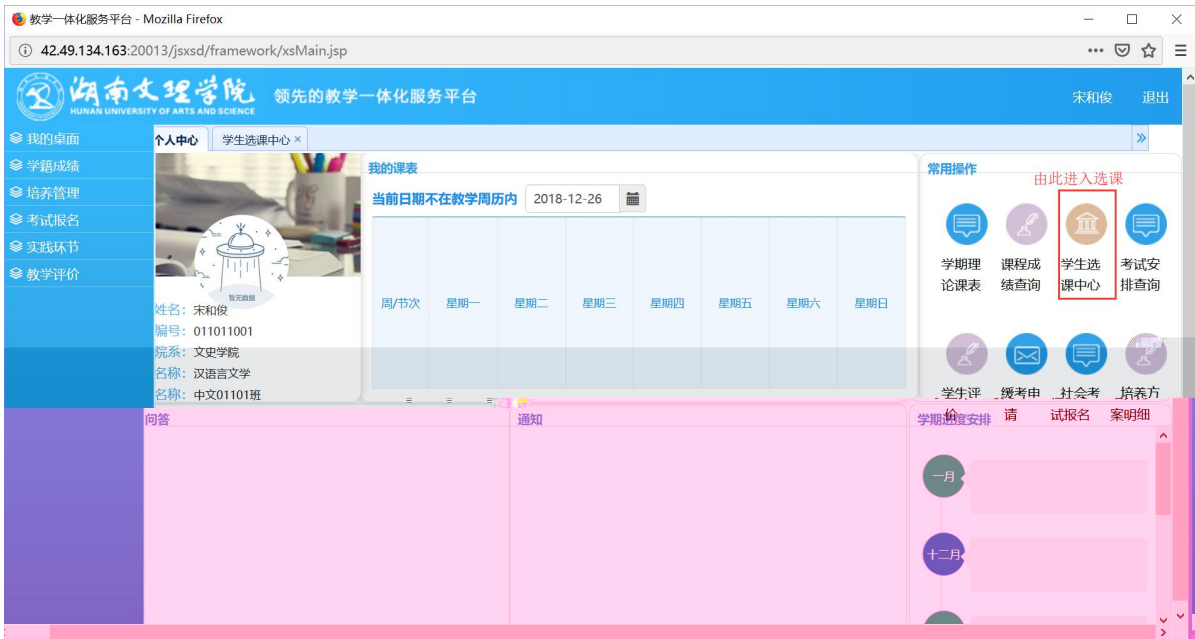 教学一体化服务平台 - Mozilla Firefox
42.49.134.163:20013/jsxsd/framework/xsMain.jsp
湖南文理学院
HUNAN UNIVERSITY OF ARTS AND SCIENCE
领先的教学一体化服务平台
宋和俊 退出
我的桌面
学籍成绩
培养管理
考试报名
实践环节
教学评价
个人中心 学生选课中心 ×
暂无数据
姓名：宋和俊
编号：011011001
院系：文史学院
名称：汉语言文学
名称：中文01101班
我的课表
当前日期不在教学周历内 2018-12-26
周/节次 星期一 星期二 星期三 星期四 星期五 星期六 星期日
常用操作
由此进入选课
学期理论课表
课程成绩查询
学生选课中心
考试安排查询
学生评价
缓考申请
社会考试报名
培养方案明细
问答
通知
学期进度安排
一月
十二月